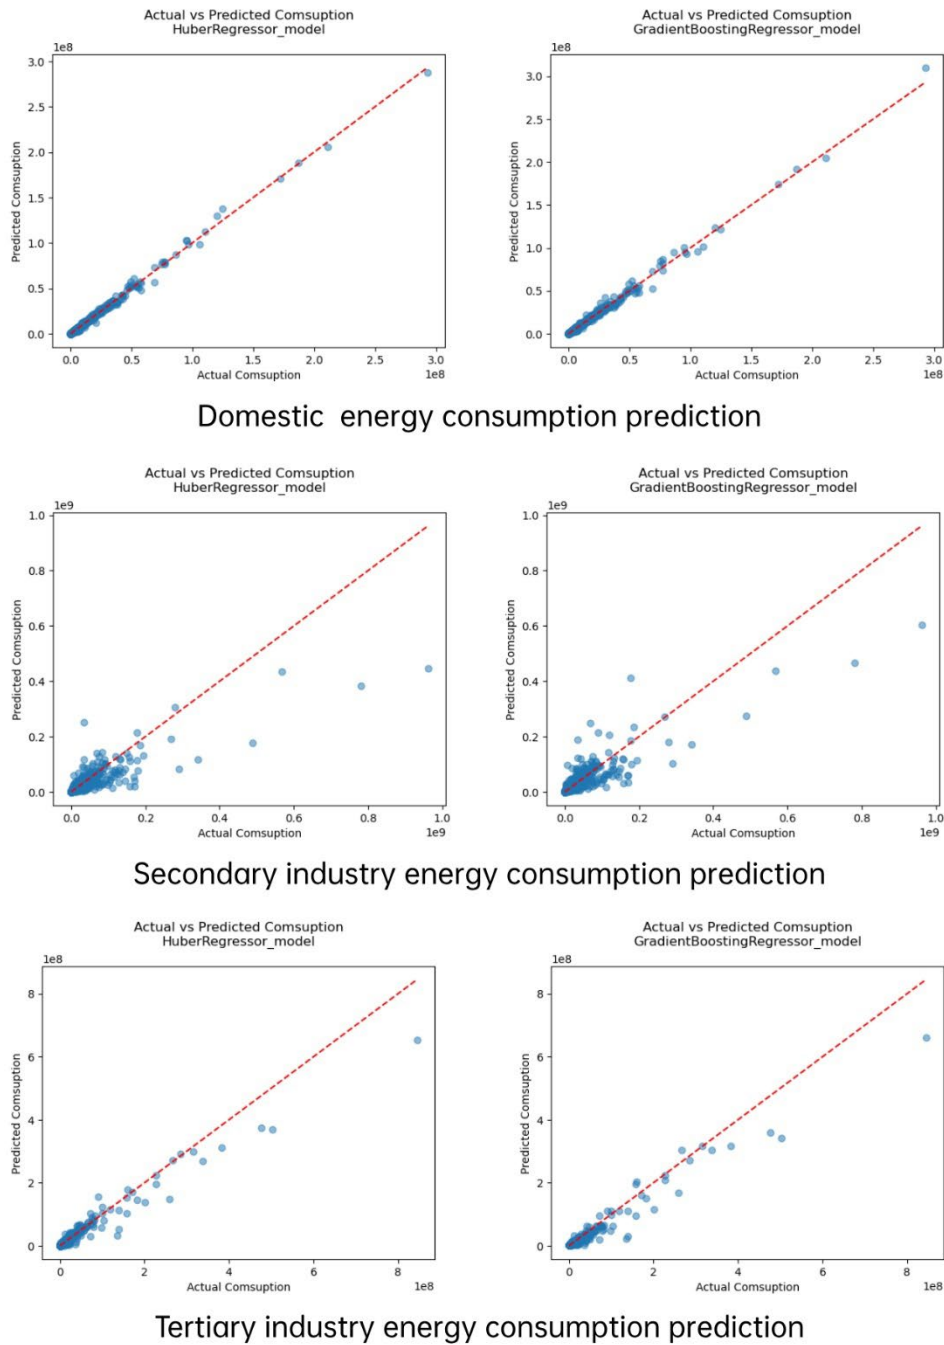 Actual vs Predicted Comsuption
HuberRegressor_model
1e8
3.0
2.5
2.0
1.5
1.0
0.5
0.0
Predicted Comsuption
0.0 0.5 1.0 1.5 2.0 2.5 3.0
Actual Comsuption
1e8
Actual vs Predicted Comsuption
GradientBoostingRegressor_model
1e8
3.0
2.5
2.0
1.5
1.0
0.5
0.0
Predicted Comsuption
0.0 0.5 1.0 1.5 2.0 2.5 3.0
Actual Comsuption
1e8
Domestic energy consumption prediction
Actual vs Predicted Comsuption
HuberRegressor_model
1e9
1.0
0.8
0.6
0.4
0.2
0.0
Predicted Comsuption
0.0 0.2 0.4 0.6 0.8 1.0
Actual Comsuption
1e9
Actual vs Predicted Comsuption
GradientBoostingRegressor_model
1e9
1.0
0.8
0.6
0.4
0.2
0.0
Predicted Comsuption
0.0 0.2 0.4 0.6 0.8 1.0
Actual Comsuption
1e9
Secondary industry energy consumption prediction
Actual vs Predicted Comsuption
HuberRegressor_model
1e8
8
6
4
2
0
Predicted Comsuption
0 2 4 6 8
Actual Comsuption
1e8
Actual vs Predicted Comsuption
GradientBoostingRegressor_model
1e8
8
6
4
2
0
Predicted Comsuption
0 2 4 6 8
Actual Comsuption
1e8
Tertiary industry energy consumption prediction